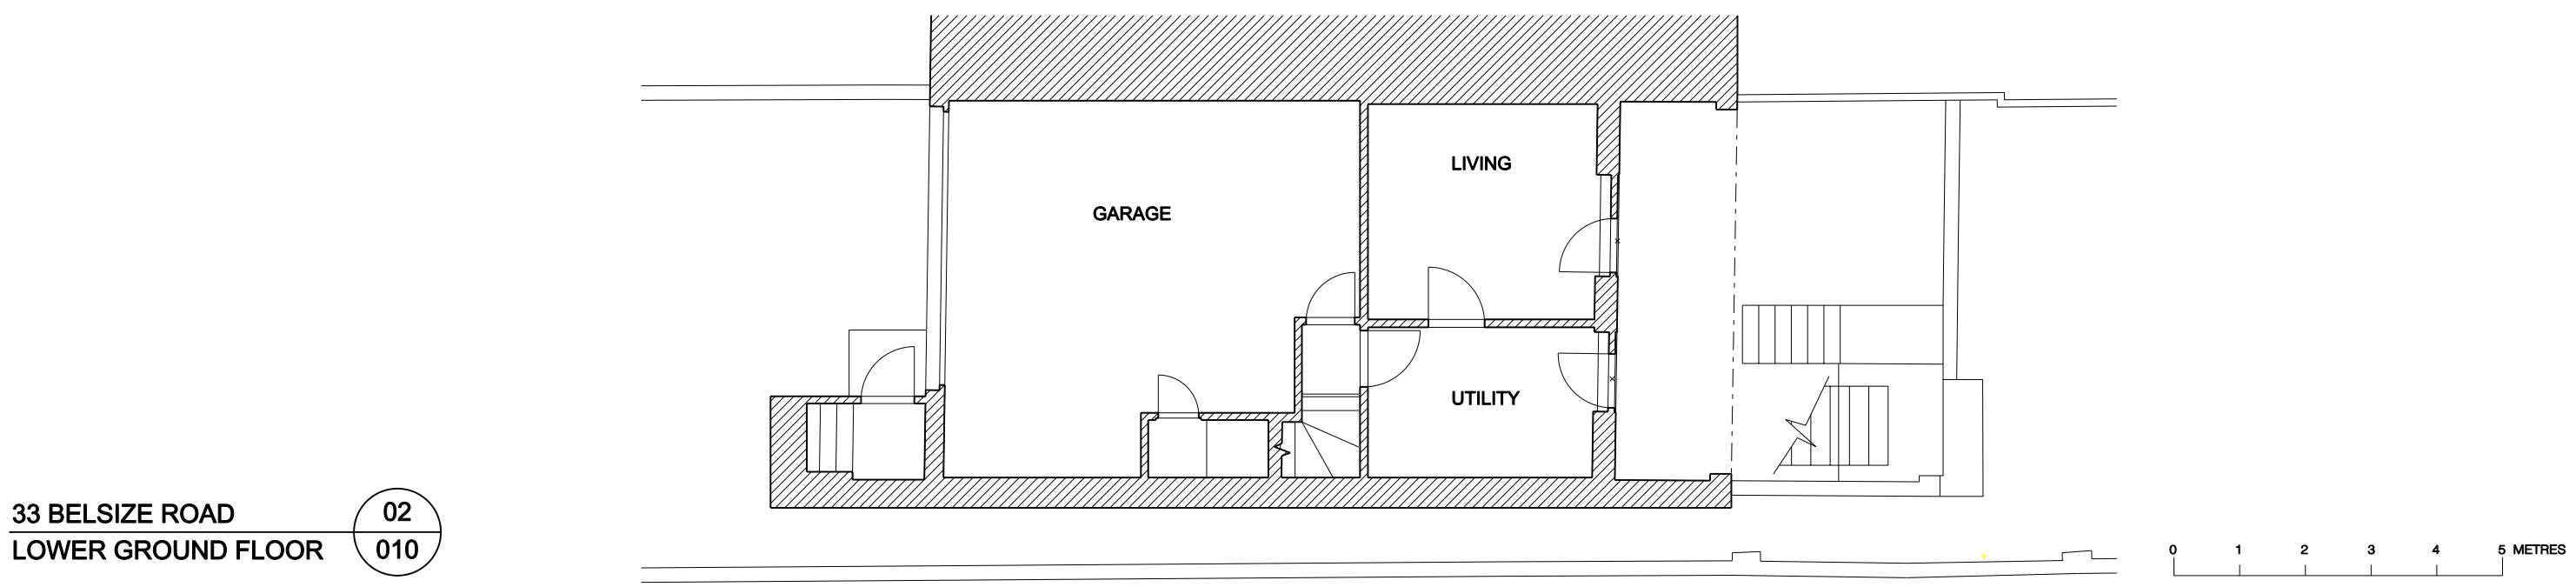 LIVING
GARAGE
UTILITY
33 BELSIZE ROAD 02
LOWER GROUND FLOOR 010
0 1 2 3 4 5 METRES